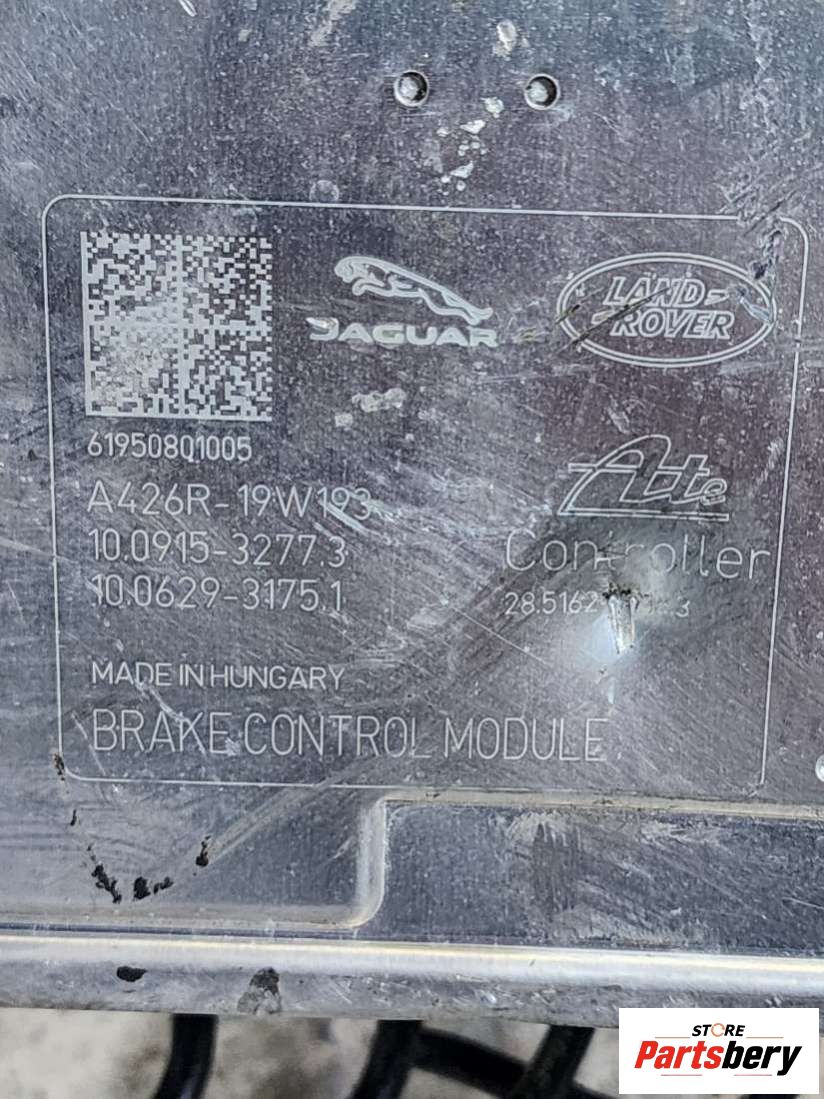 JAGUAR
LAND-
-ROVER
61950801005
A426R-19W193
Ate
10.0915-3277.3
Controller
10.0629-3175.1
MADE IN HUNGARY
BRAKE CONTROL MODULE
STORE
Partsbery